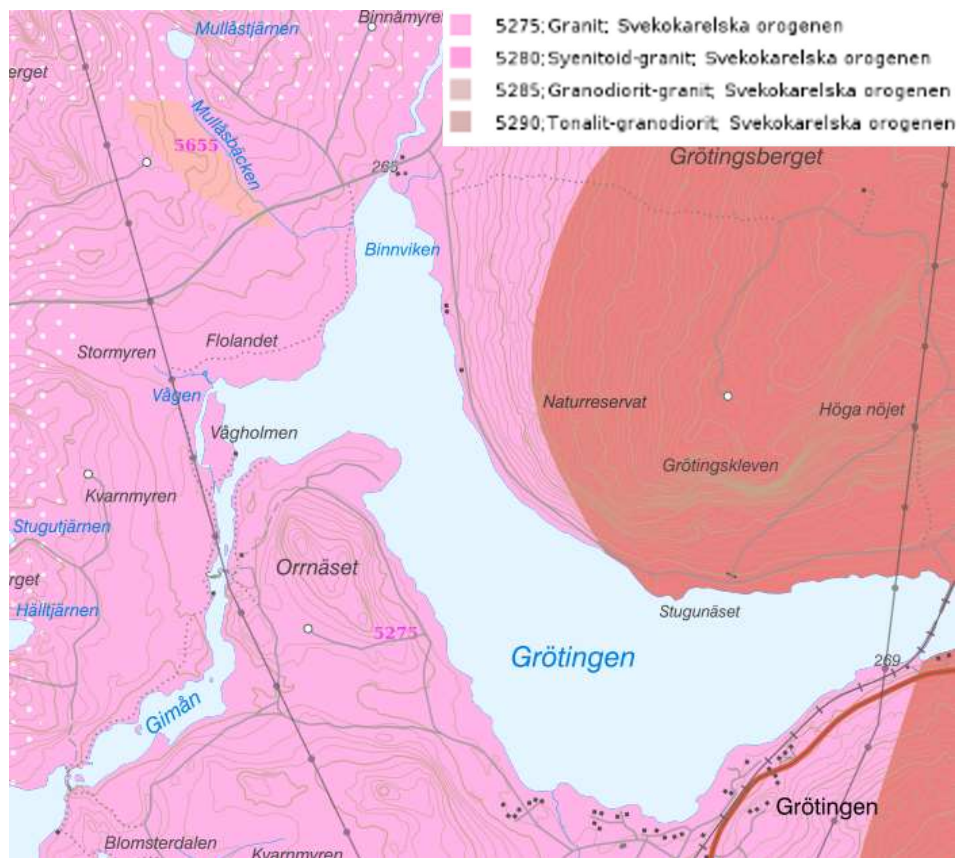 5275; Granit; Svekokarelska orogenen
5280; Syenitoid-granit; Svekokarelska orogenen
5285; Granodiorit-granit; Svekokarelska orogenen
5290; Tonalit-granodiorit; Svekokarelska orogenen
Binnåmyren
Mullåstjärnen
erget
5655
Mullåsbäcken
265
Grötingsberget
Binnviken
Flolandet
Stormyren
Vågen
Naturreservat
Höga nöjet
Vågholmen
Grötingskleven
Kvarnmyren
Stugutjärnen
Orrnäset
rget
Hälltjärnen
Stugunäset
5275
Grötingen
269
Gimån
Grötingen
Blomsterdalen
Kvarnmyren